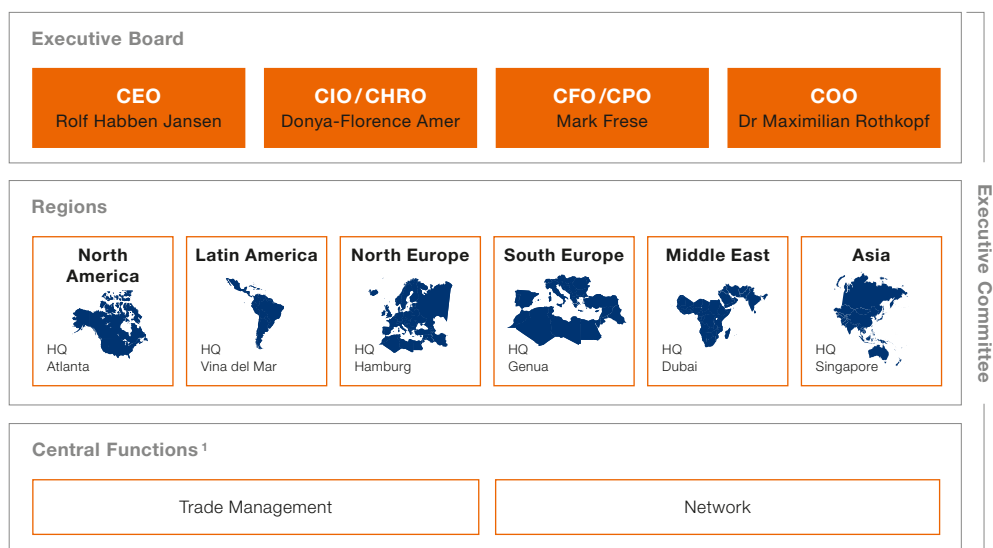 Executive Board
CEO
Rolf Habben Jansen
CIO / CHRO
Donya-Florence Amer
CFO / CPO
Mark Frese
COO
Dr Maximilian Rothkopf
Executive Committee
Regions
North
America
HQ
Atlanta
Latin America
HQ
Vina del Mar
North Europe
HQ
Hamburg
South Europe
HQ
Genua
Middle East
HQ
Dubai
Asia
HQ
Singapore
Central Functions ¹
Trade Management
Network